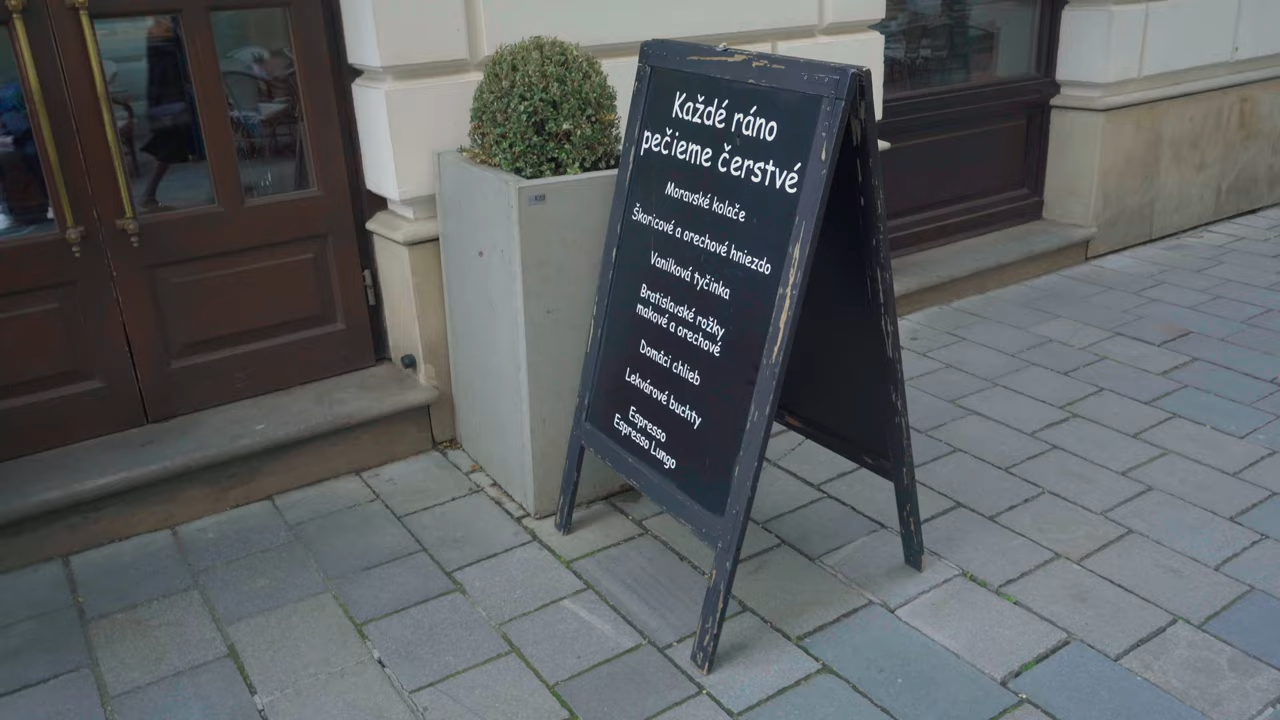 Každé ráno
pečieme čerstvé
Moravské kolače
Škoricové a orechové hniezdo
Vanilková tyčinka
Bratislavské rožky
makové a orechové
Domáci chlieb
Lekvárové buchty
Espresso
Espresso Lungo